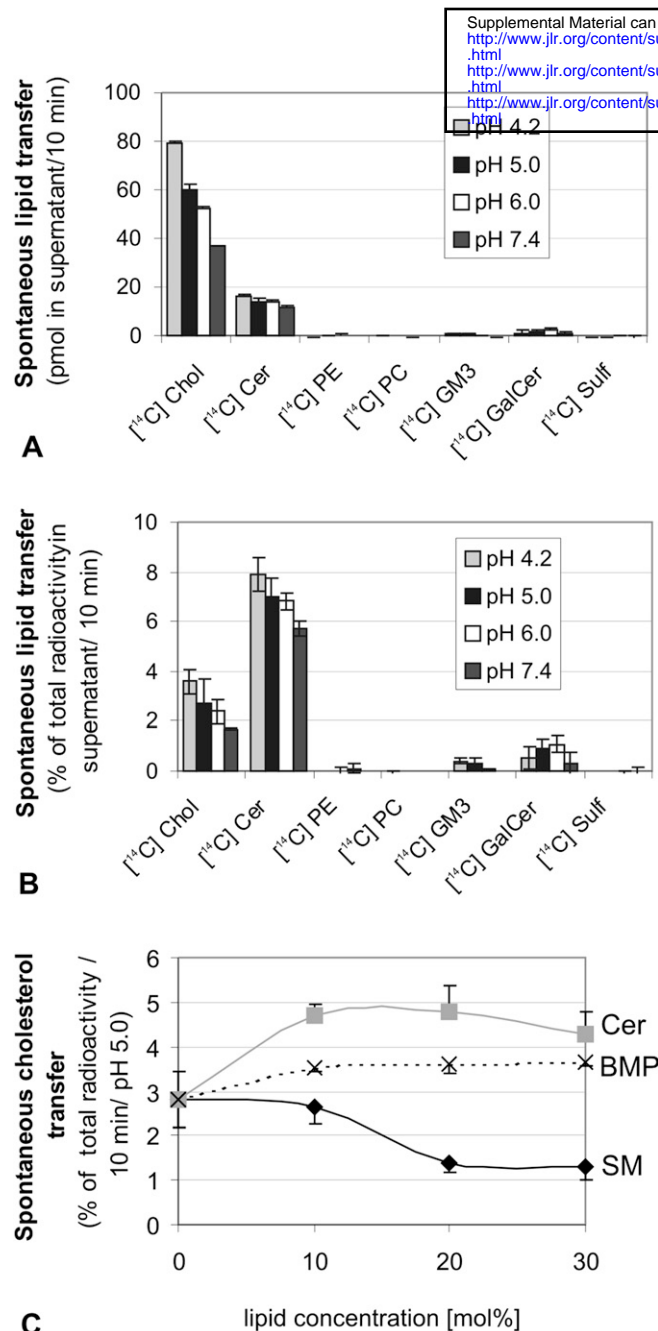 Supplemental Material can
http://www.jlr.org/content/su
.html
http://www.jlr.org/content/su
.html
http://www.jlr.org/content/su
.html
Spontaneous lipid transfer
(pmol in supernatant/10 min)
100
80
60
40
20
0
pH 4.2
pH 5.0
pH 6.0
pH 7.4
[¹⁴C] Chol
[¹⁴C] Cer
[¹⁴C] PE
[¹⁴C] PC
[¹⁴C] GM3
[¹⁴C] GalCer
[¹⁴C] Sulf
A
Spontaneous lipid transfer
(% of total radioactivityin
supernatant/ 10 min)
10
8
6
4
2
0
pH 4.2
pH 5.0
pH 6.0
pH 7.4
[¹⁴C] Chol
[¹⁴C] Cer
[¹⁴C] PE
[¹⁴C] PC
[¹⁴C] GM3
[¹⁴C] GalCer
[¹⁴C] Sulf
B
Spontaneous cholesterol
transfer
(% of total radioactivity /
10 min/ pH 5.0)
6
5
4
3
2
1
0
Cer
BMP
SM
0 10 20 30
lipid concentration [mol%]
C